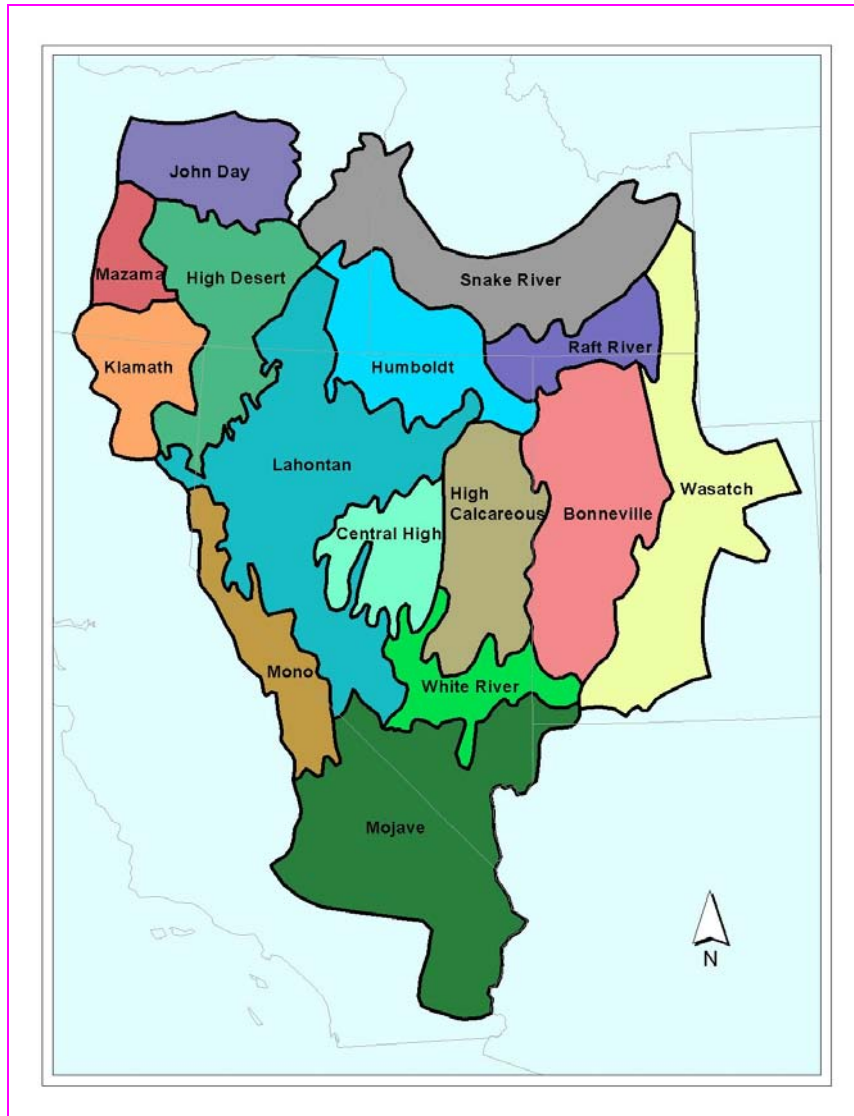 John Day
Mazama
High Desert
Snake River
Klamath
Humboldt
Raft River
Lahontan
High
Calcareous
Central High
Bonneville
Wasatch
Mono
White River
Mojave
N